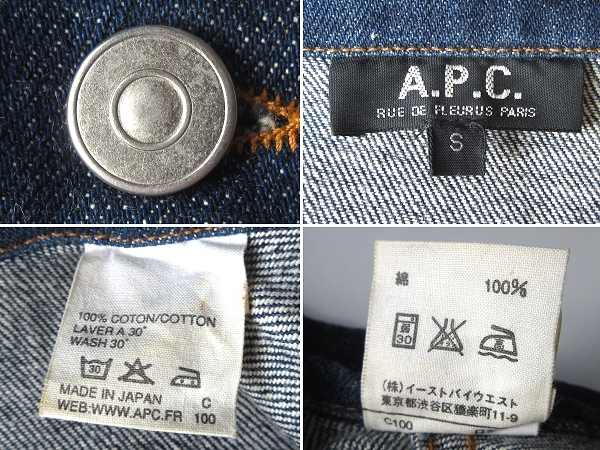 A.P.C.
RUE DE FLEURUS PARIS
S
100% COTON/COTTON
LAVER A 30°
WASH 30°
30
MADE IN JAPAN C
WEB-WWW.APC.FR 100
綿 100%
30
(株)イーストバイウエスト
東京都渋谷区猿楽町11-9
C100